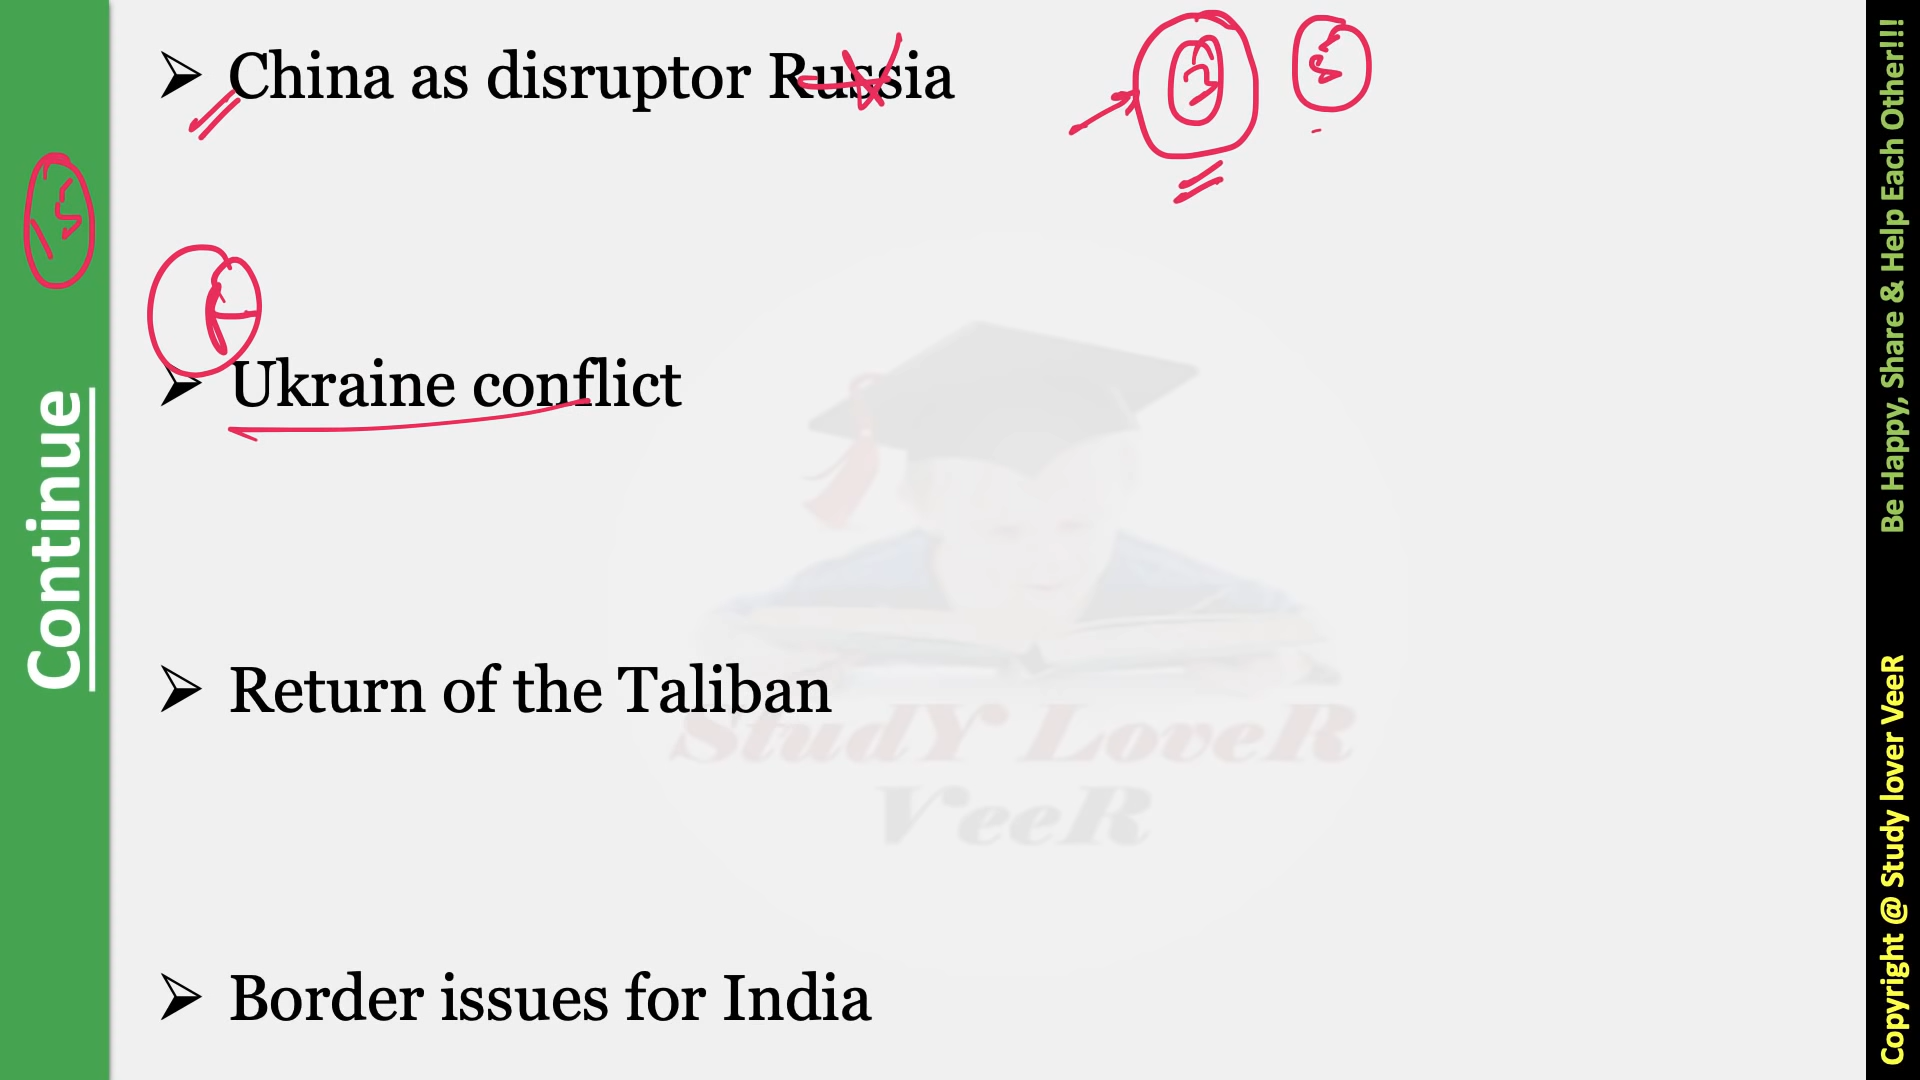 Continue
China as disruptor Russia
Ukraine conflict
Return of the Taliban
Border issues for India
StudY LoveR
VeeR
Be Happy, Share & Help Each Other!!!
Copyright @ Study lover VeeR